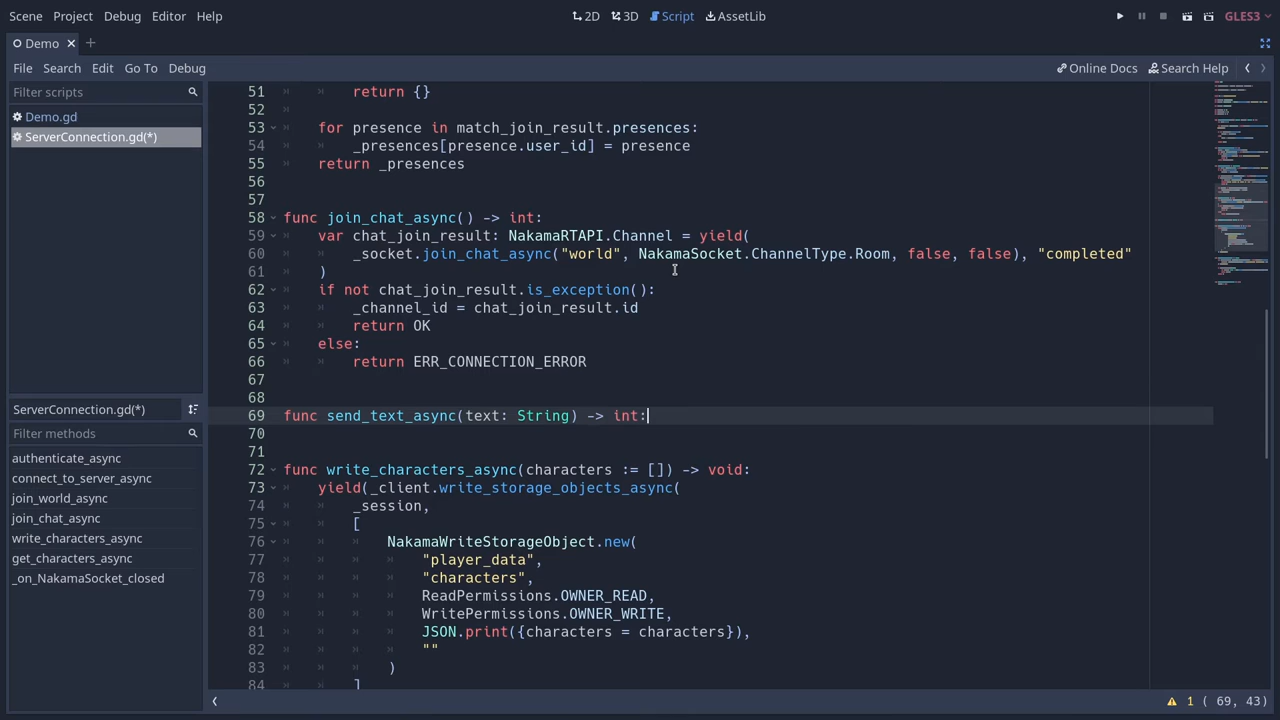 Scene Project Debug Editor Help 2D 3D Script AssetLib GLES3
Demo
File Search Edit Go To Debug Online Docs Search Help
Filter scripts
Demo.gd
ServerConnection.gd(*)
ServerConnection.gd(*)
Filter methods
authenticate_async
connect_to_server_async
join_world_async
join_chat_async
write_characters_async
get_characters_async
_on_NakamaSocket_closed
51 return {}
52
53 for presence in match_join_result.presences:
54 _presences[presence.user_id] = presence
55 return _presences
56
57
58 func join_chat_async() -> int:
59 var chat_join_result: NakamaRTAPI.Channel = yield(
60 _socket.join_chat_async("world", NakamaSocket.ChannelType.Room, false, false), "completed"
61 )
62 if not chat_join_result.is_exception():
63 _channel_id = chat_join_result.id
64 return OK
65 else:
66 return ERR_CONNECTION_ERROR
67
68
69 func send_text_async(text: String) -> int:
70
71
72 func write_characters_async(characters := []) -> void:
73 yield(_client.write_storage_objects_async(
74 _session,
75 [
76 NakamaWriteStorageObject.new(
77 "player_data",
78 "characters",
79 ReadPermissions.OWNER_READ,
80 WritePermissions.OWNER_WRITE,
81 JSON.print({characters = characters}),
82 ""
83 )
84 ]
1 ( 69, 43)